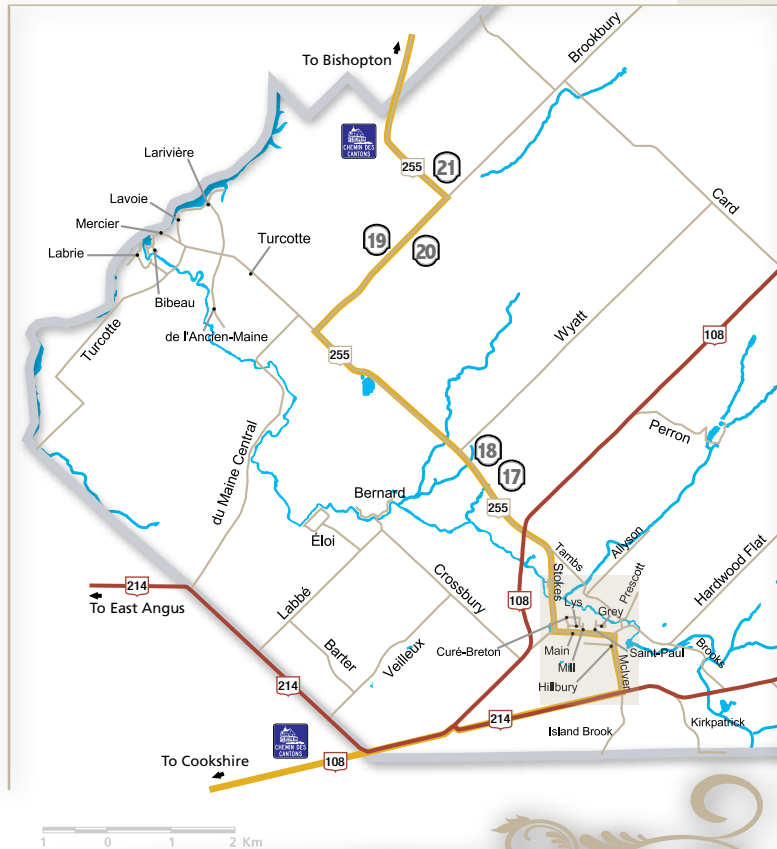 Brookbury
To Bishopton
CHEMIN DES
CANTONS
Larivière
255
21
Lavoie
Card
Mercier
19
20
Turcotte
Labrie
Bibeau
Turcotte
de l'Ancien-Maine
Wyatt
108
255
Perron
18
17
du Maine Central
Bernard
255
Éloi
Tambs
Allyson
Hardwood Flat
Stokes
Prescott
214
To East Angus
Labbé
Crossbury
108
Lys
Grey
Barter
Veilleux
Curé-Breton
Main
Saint-Paul
Brooks
Mill
McIver
Hillbury
214
214
Kirkpatrick
Island Brook
CHEMIN DES
CANTONS
To Cookshire
108
1 0 1 2 Km